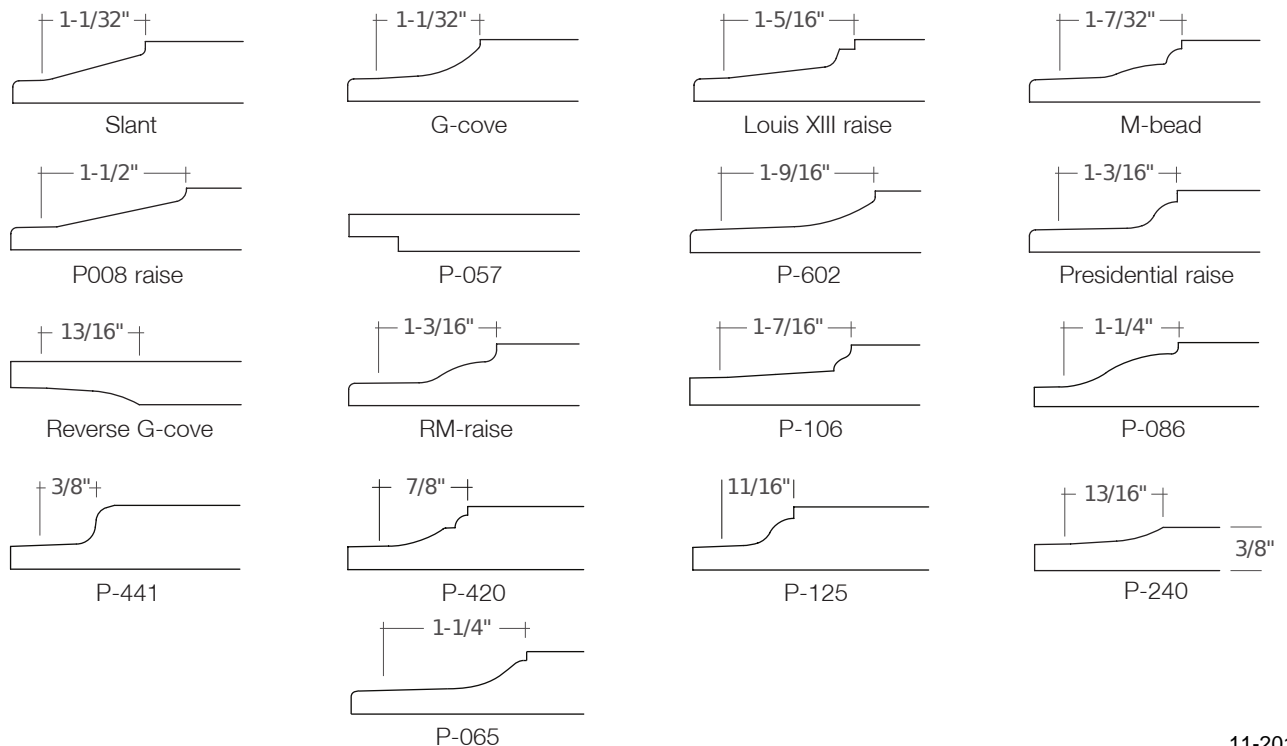 1-1/32" 1-1/32" 1-5/16" 1-7/32"
Slant G-cove Louis XIII raise M-bead
1-1/2" 1-9/16" 1-3/16"
P008 raise P-057 P-602 Presidential raise
13/16" 1-3/16" 1-7/16" 1-1/4"
Reverse G-cove RM-raise P-106 P-086
3/8" 7/8" 11/16" 13/16"
3/8"
P-441 P-420 P-125 P-240
1-1/4"
P-065
11-201